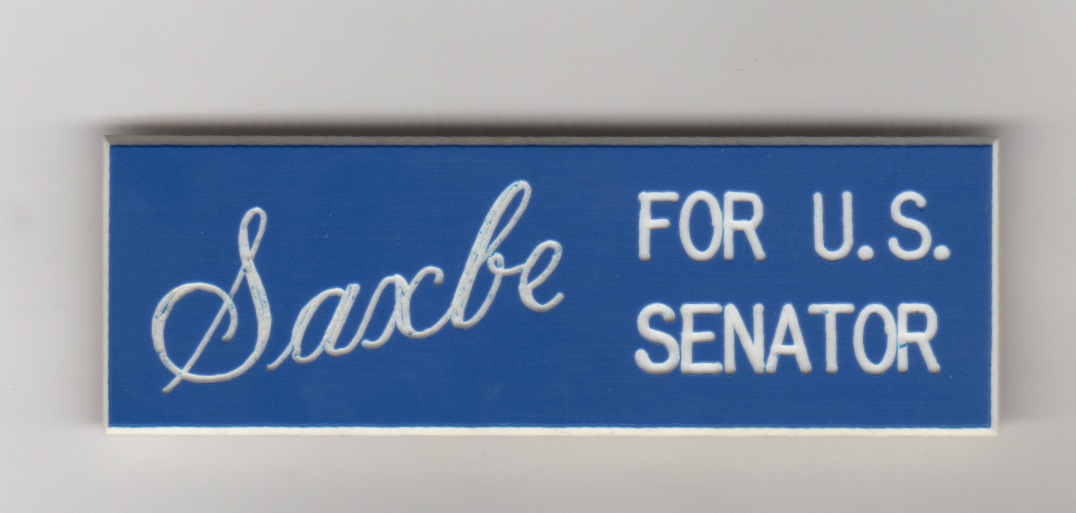 Saxbe
FOR U.S.
SENATOR